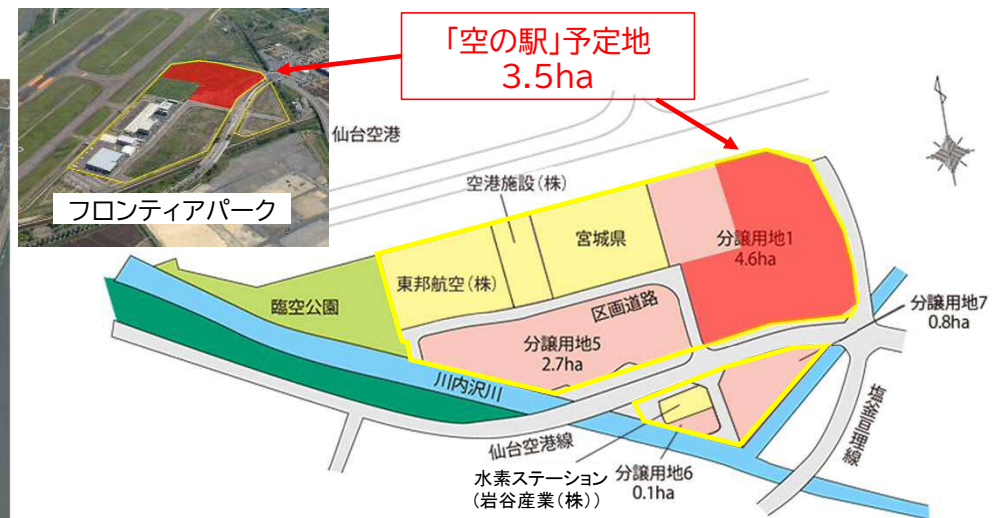 「空の駅」予定地
3.5ha
フロンティアパーク
仙台空港
空港施設(株)
宮城県
分譲用地1
4.6ha
東邦航空(株)
臨空公園
区画道路
分譲用地7
0.8ha
分譲用地5
2.7ha
川内沢川
塩釜亘理線
仙台空港線
水素ステーション
(岩谷産業(株))
分譲用地6
0.1ha